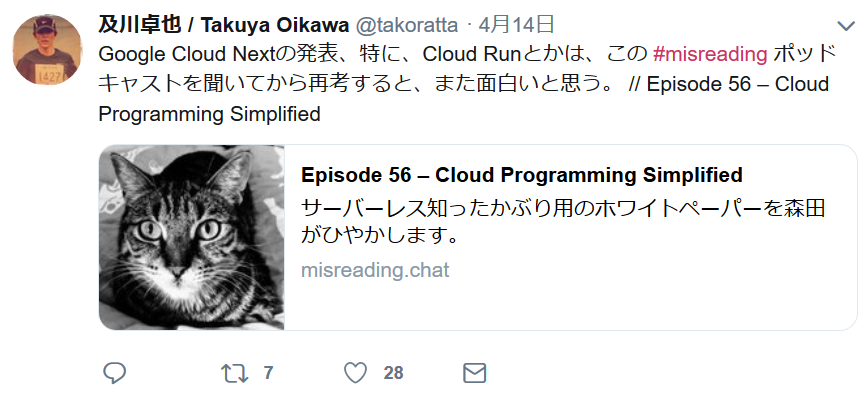 及川卓也 / Takuya Oikawa @takoratta · 4月14日
Google Cloud Nextの発表、特に、Cloud Runとかは、この #misreading ポッド
キャストを聞いてから再考すると、また面白いと思う。 // Episode 56 – Cloud
Programming Simplified
Episode 56 – Cloud Programming Simplified
サーバーレス知ったかぶり用のホワイトペーパーを森田
がひやかします。
misreading.chat
7 28
1427